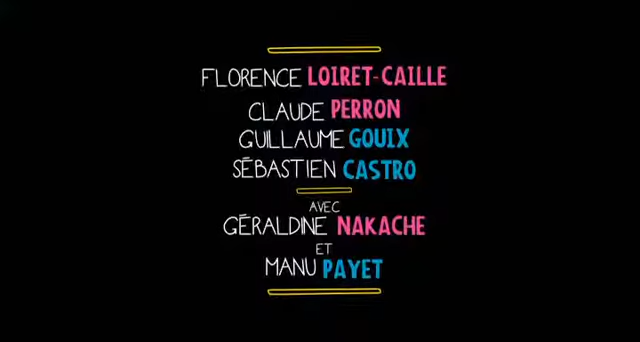 FLORENCE LOIRET-CAILLE
CLAUDE PERRON
GUILLAUME GOUIX
SÉBASTIEN CASTRO
AVEC
GÉRALDINE NAKACHE
ET
MANU PAYET